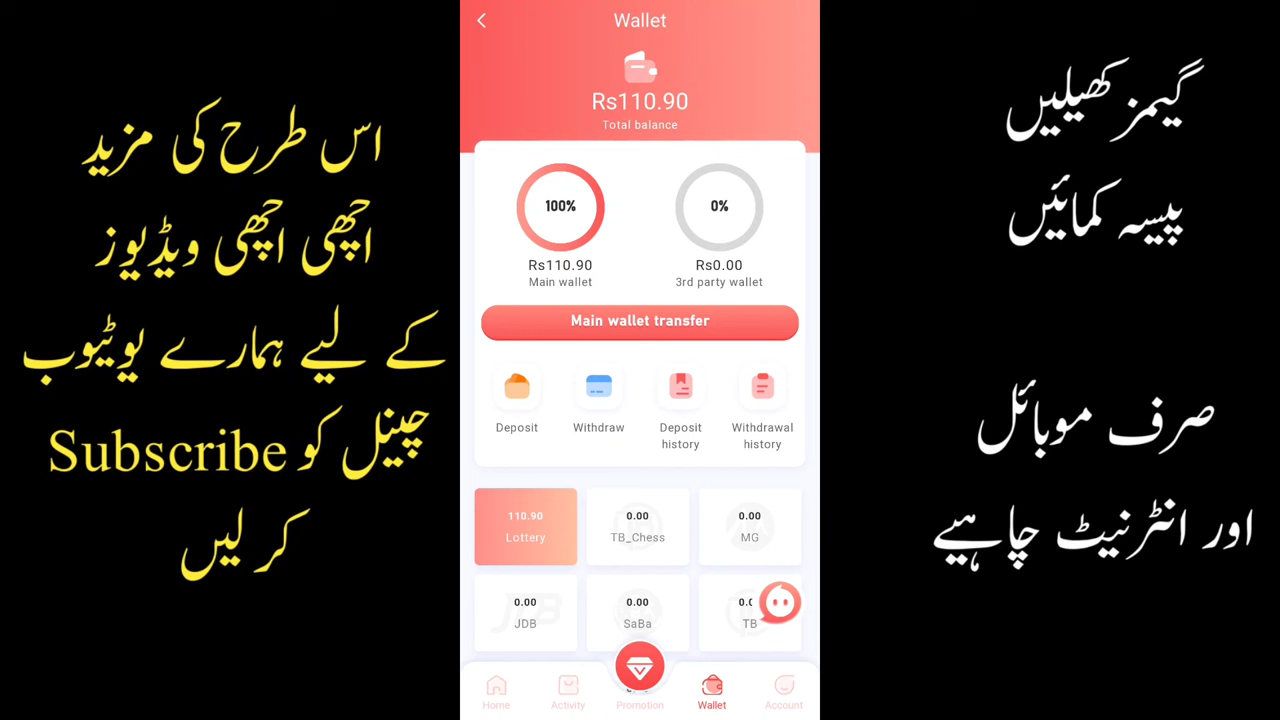 اس طرح کی مزید
اچھی اچھی ویڈیوز
کے لیے ہمارے یوٹیوب
چینل کو Subscribe
کر لیں
Wallet
Rs110.90
Total balance
100%
0%
Rs110.90
Rs0.00
Main wallet
3rd party wallet
Main wallet transfer
Deposit
Withdraw
Deposit history
Withdrawal history
110.90
0.00
0.00
Lottery
TB_Chess
MG
0.00
0.00
JDB
SaBa
TB
Home
Activity
Promotion
Wallet
Account
گیمز کھیلیں
پیسہ کمائیں
صرف موبائل
اور انٹرنیٹ چاہیے